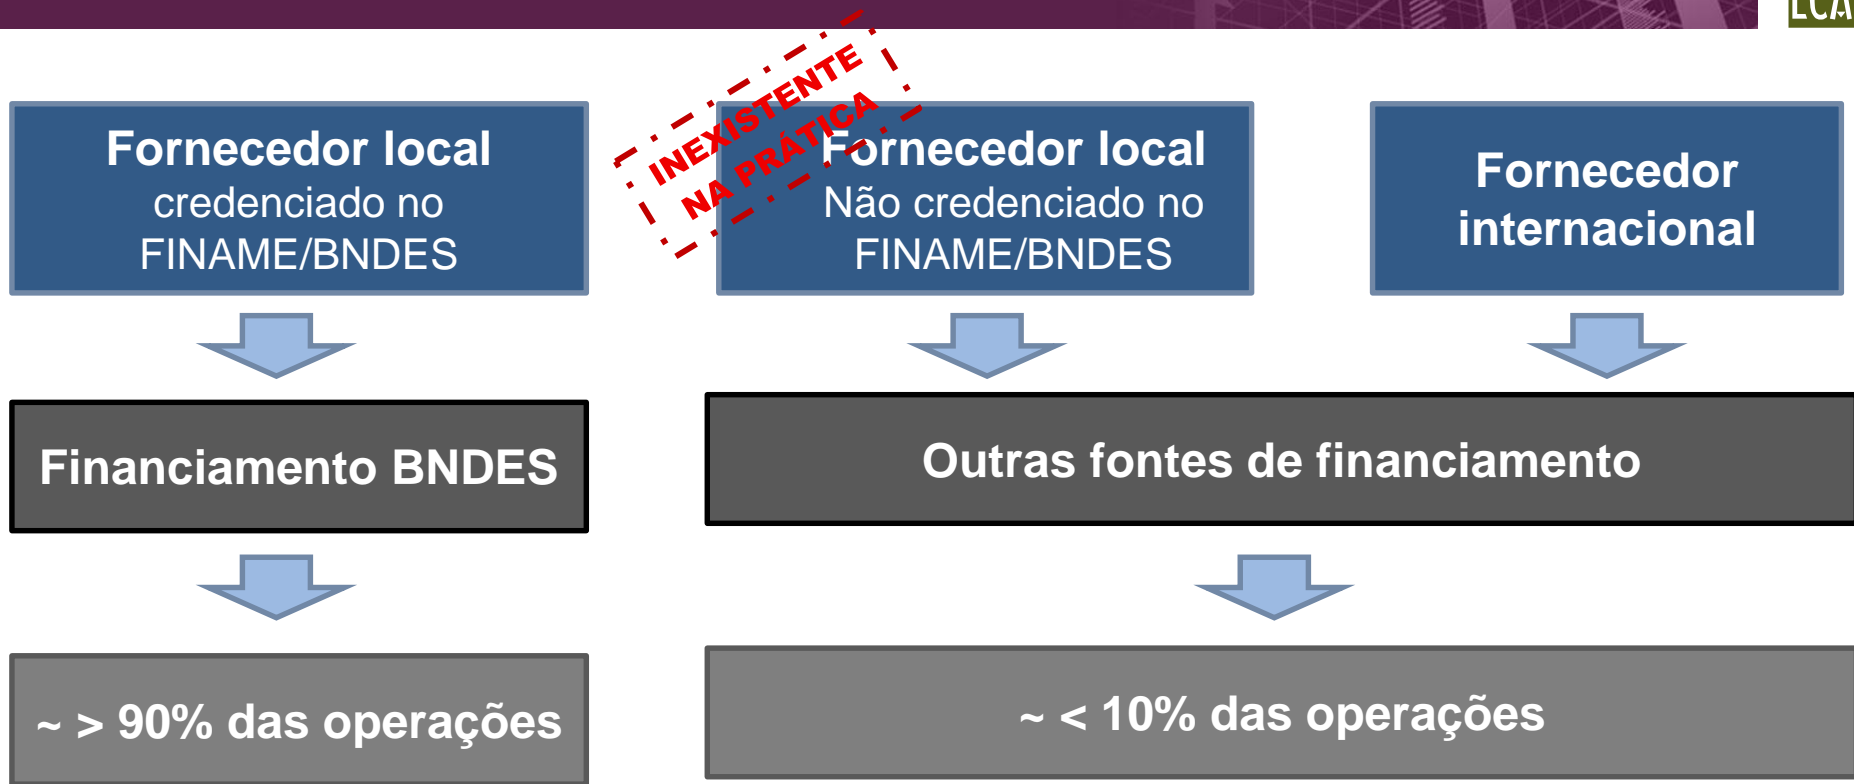 LCA
INEXISTENTE
NA PRÁTICA
Fornecedor local
credenciado no
FINAME/BNDES
Fornecedor local
Não credenciado no
FINAME/BNDES
Fornecedor
internacional
Financiamento BNDES
Outras fontes de financiamento
~ > 90% das operações
~ < 10% das operações